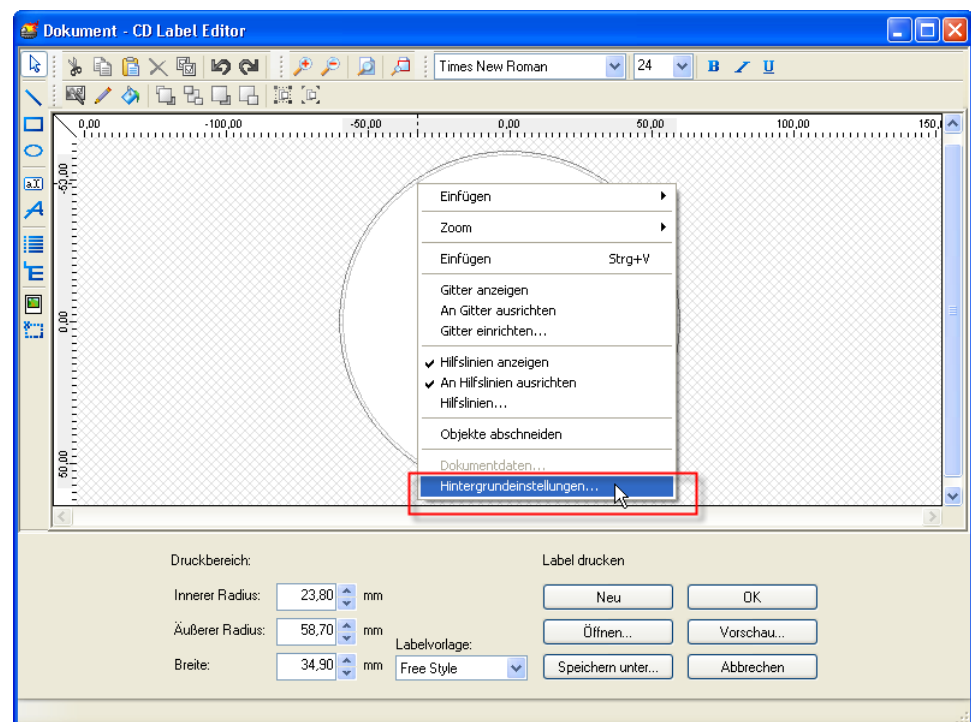 Dokument - CD Label Editor
Times New Roman 24 B I U
0,00 -100,00 -50,00 0,00 50,00 100,00 150,
-50,00
0,00
50,00
Einfügen
Zoom
Einfügen Strg+V
Gitter anzeigen
An Gitter ausrichten
Gitter einrichten...
Hilfslinien anzeigen
An Hilfslinien ausrichten
Hilfslinien...
Objekte abschneiden
Dokumentdaten...
Hintergrundeinstellungen...
Druckbereich: Label drucken
Innerer Radius: 23,80 mm Neu OK
Äußerer Radius: 58,70 mm Öffnen... Vorschau...
Labelvorlage:
Breite: 34,90 mm Free Style Speichern unter... Abbrechen